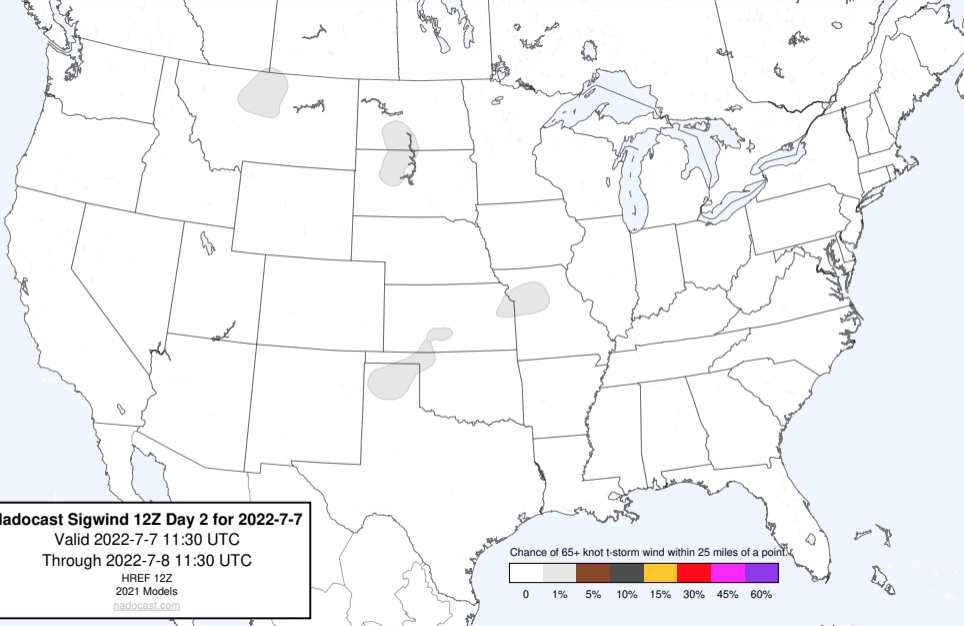 adocast Sigwind 12Z Day 2 for 2022-7-7
Valid 2022-7-7 11:30 UTC
Through 2022-7-8 11:30 UTC
HREF 12Z
2021 Models
nadocast.com
Chance of 65+ knot t-storm wind within 25 miles of a point.
0 1% 5% 10% 15% 30% 45% 60%